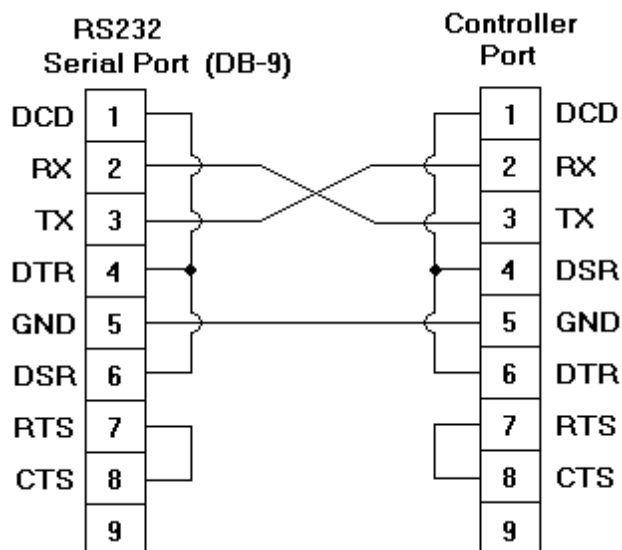 RS232
Serial Port (DB-9)
Controller
Port
DCD 1 1 DCD
RX 2 2 RX
TX 3 3 TX
DTR 4 4 DSR
GND 5 5 GND
DSR 6 6 DTR
RTS 7 7 RTS
CTS 8 8 CTS
9 9